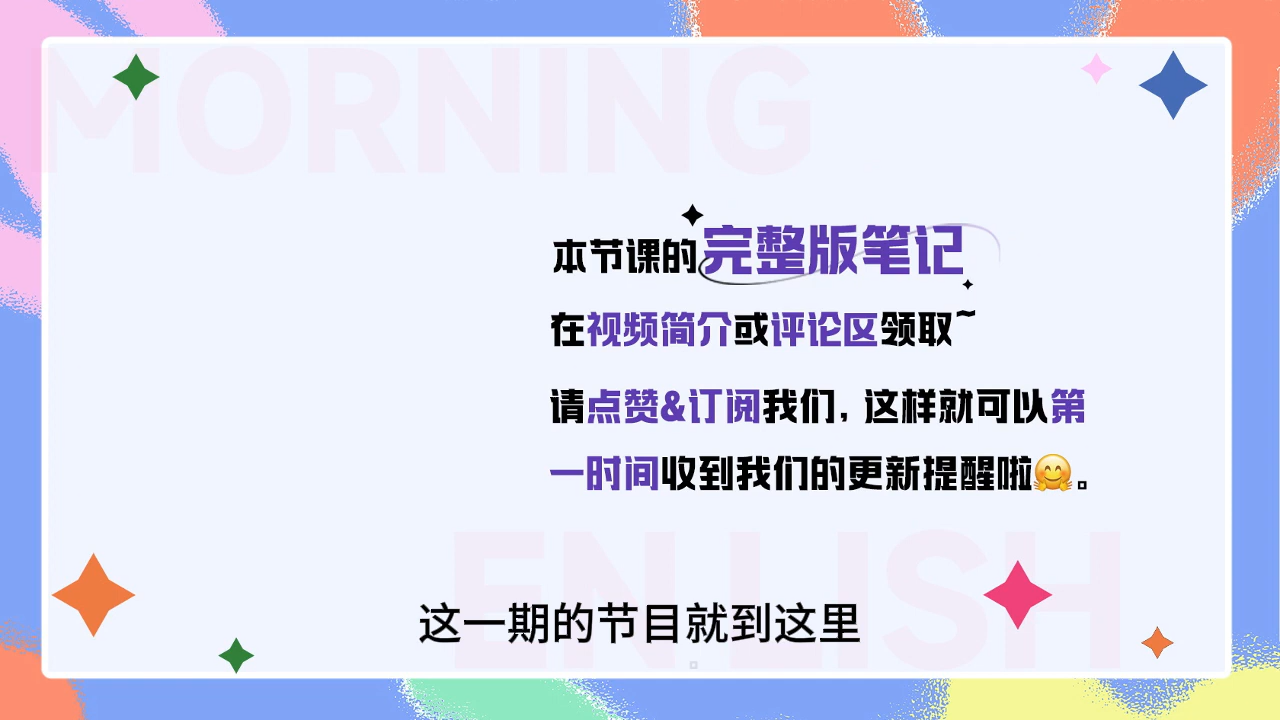 MORNING
本节课的完整版笔记
在视频简介或评论区领取~
请点赞&订阅我们，这样就可以第
一时间收到我们的更新提醒啦🤗。
EN LISH
这一期的节目就到这里